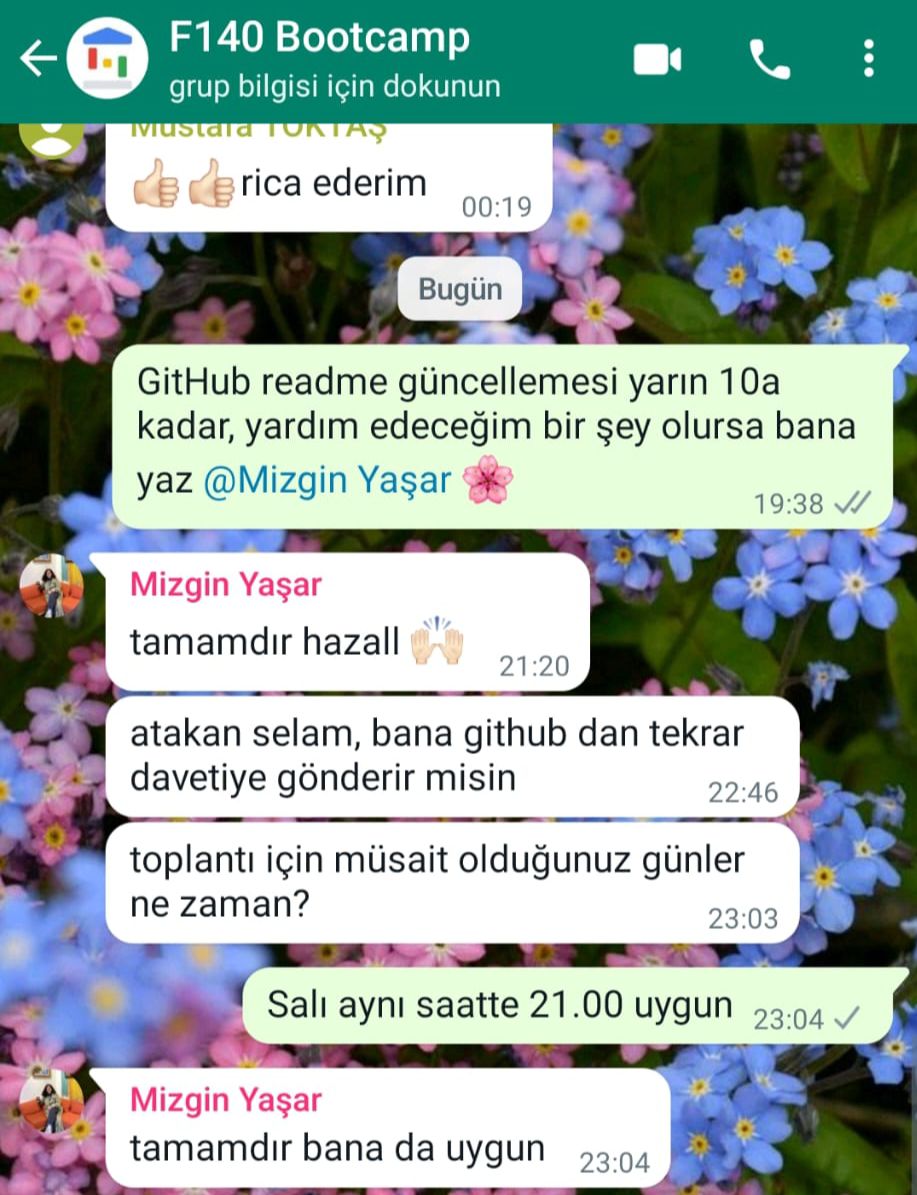 F140 Bootcamp
grup bilgisi için dokunun
Mustafa TOKTAŞ
👍🏻👍🏻rica ederim
00:19
Bugün
GitHub readme güncellemesi yarın 10a
kadar, yardım edeceğim bir şey olursa bana
yaz @Mizgin Yaşar 🌸
19:38
Mizgin Yaşar
tamamdır hazall 🙌🏻
21:20
atakan selam, bana github dan tekrar
davetiye gönderir misin
22:46
toplantı için müsait olduğunuz günler
ne zaman?
23:03
Salı aynı saatte 21.00 uygun
23:04
Mizgin Yaşar
tamamdır bana da uygun
23:04